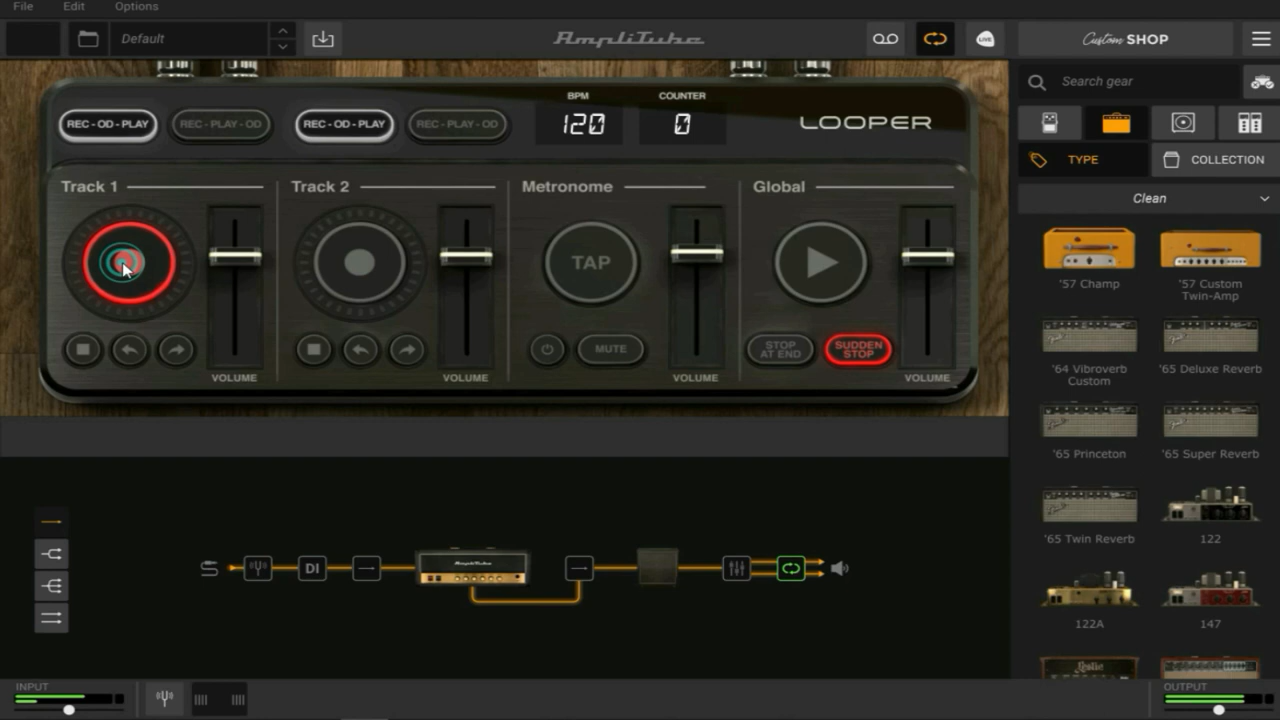 File Edit Options
Default
AmpliTube
LIVE
Custom SHOP
Search gear
BPM COUNTER
REC - OD - PLAY REC - PLAY - OD REC - OD - PLAY REC - PLAY - OD
120 0
LOOPER
TYPE COLLECTION
Track 1 Track 2 Metronome Global
Clean
TAP
'57 Champ
'57 Custom
Twin-Amp
MUTE
STOP
AT END
SUDDEN
STOP
VOLUME VOLUME VOLUME VOLUME
'64 Vibroverb
Custom
'65 Deluxe Reverb
'65 Princeton '65 Super Reverb
'65 Twin Reverb 122
DI
AmpliTube
122A 147
Leslie
INPUT OUTPUT